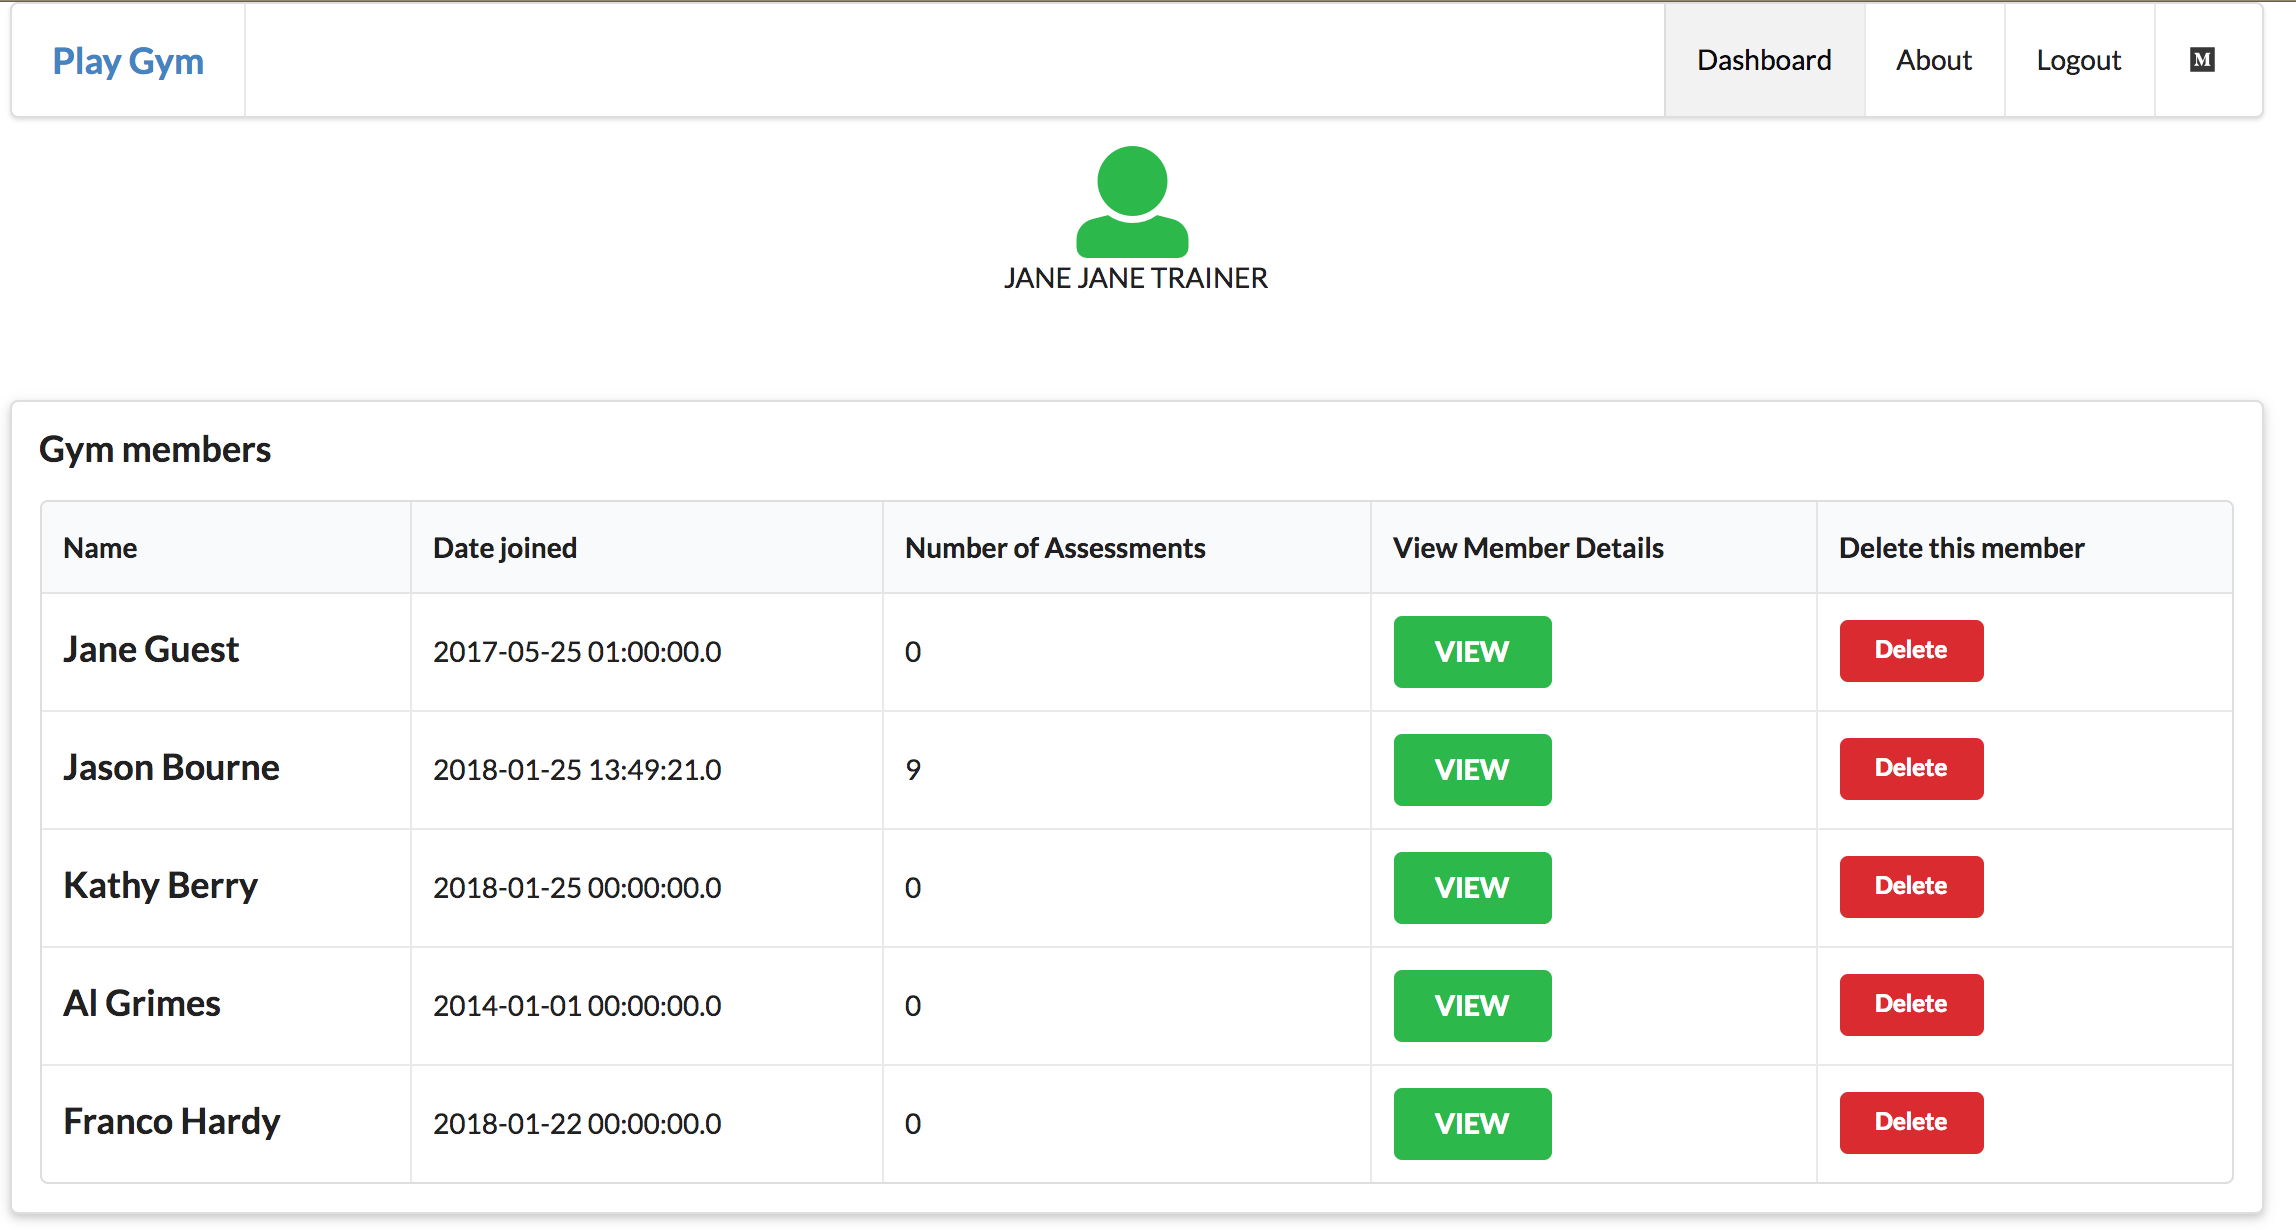 Play Gym
Dashboard About Logout M
JANE JANE TRAINER
Gym members
Name Date joined Number of Assessments View Member Details Delete this member
Jane Guest 2017-05-25 01:00:00.0 0 VIEW Delete
Jason Bourne 2018-01-25 13:49:21.0 9 VIEW Delete
Kathy Berry 2018-01-25 00:00:00.0 0 VIEW Delete
Al Grimes 2014-01-01 00:00:00.0 0 VIEW Delete
Franco Hardy 2018-01-22 00:00:00.0 0 VIEW Delete